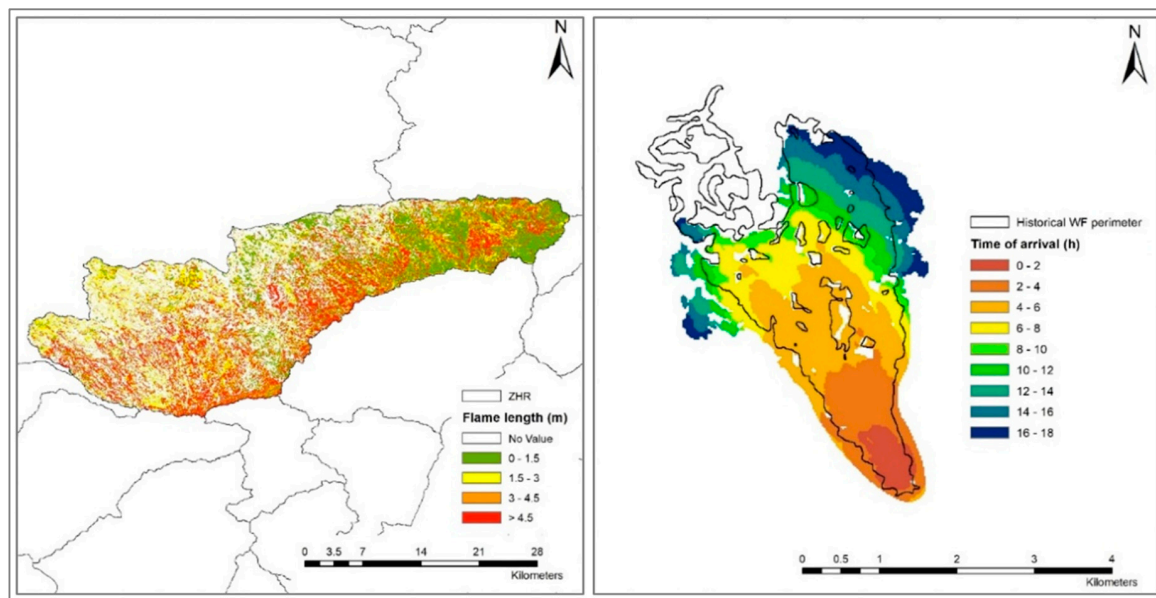 N
ZHR
Flame length (m)
No Value
0 - 1.5
1.5 - 3
3 - 4.5
> 4.5
0 3.5 7 14 21 28
Kilometers
N
Historical WF perimeter
Time of arrival (h)
0 - 2
2 - 4
4 - 6
6 - 8
8 - 10
10 - 12
12 - 14
14 - 16
16 - 18
0 0.5 1 2 3 4
Kilometers